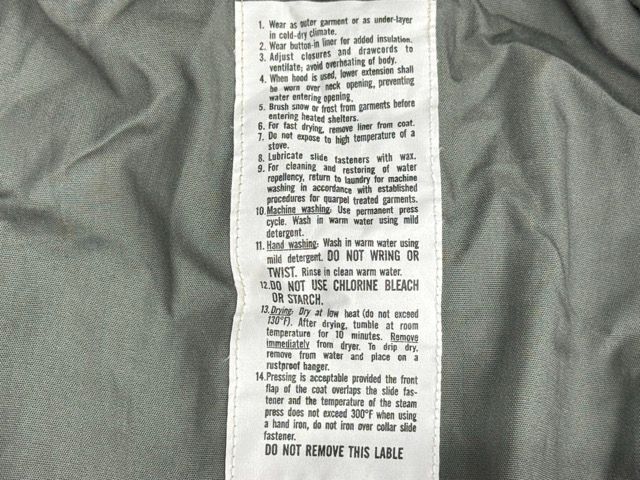 1. Wear as outer garment or as under-layer
in cold-dry climate.
2. Wear button-in liner for added insulation.
3. Adjust closures and drawcords to
ventilate; avoid overheating of body.
4. When hood is used, lower extension shall
be worn over neck opening, preventing
water entering opening.
5. Brush snow or frost from garments before
entering heated shelters.
6. For fast drying, remove liner from coat.
7. Do not expose to high temperature of a
stove.
8. Lubricate slide fasteners with wax.
9. For cleaning and restoring of water
repellency, return to laundry for machine
washing in accordance with established
procedures for quarpel treated garments.
10. Machine washing: Use permanent press
cycle. Wash in warm water using mild
detergent.
11. Hand washing: Wash in warm water using
mild detergent. DO NOT WRING OR
TWIST. Rinse in clean warm water.
12. DO NOT USE CHLORINE BLEACH
OR STARCH.
13. Drying: Dry at low heat (do not exceed
130°F). After drying, tumble at room
temperature for 10 minutes. Remove
immediately from dryer. To drip dry,
remove from water and place on a
rustproof hanger.
14. Pressing is acceptable provided the front
flap of the coat overlaps the slide fas-
tener and the temperature of the steam
press does not exceed 300°F when using
a hand iron, do not iron over collar slide
fastener.
DO NOT REMOVE THIS LABLE